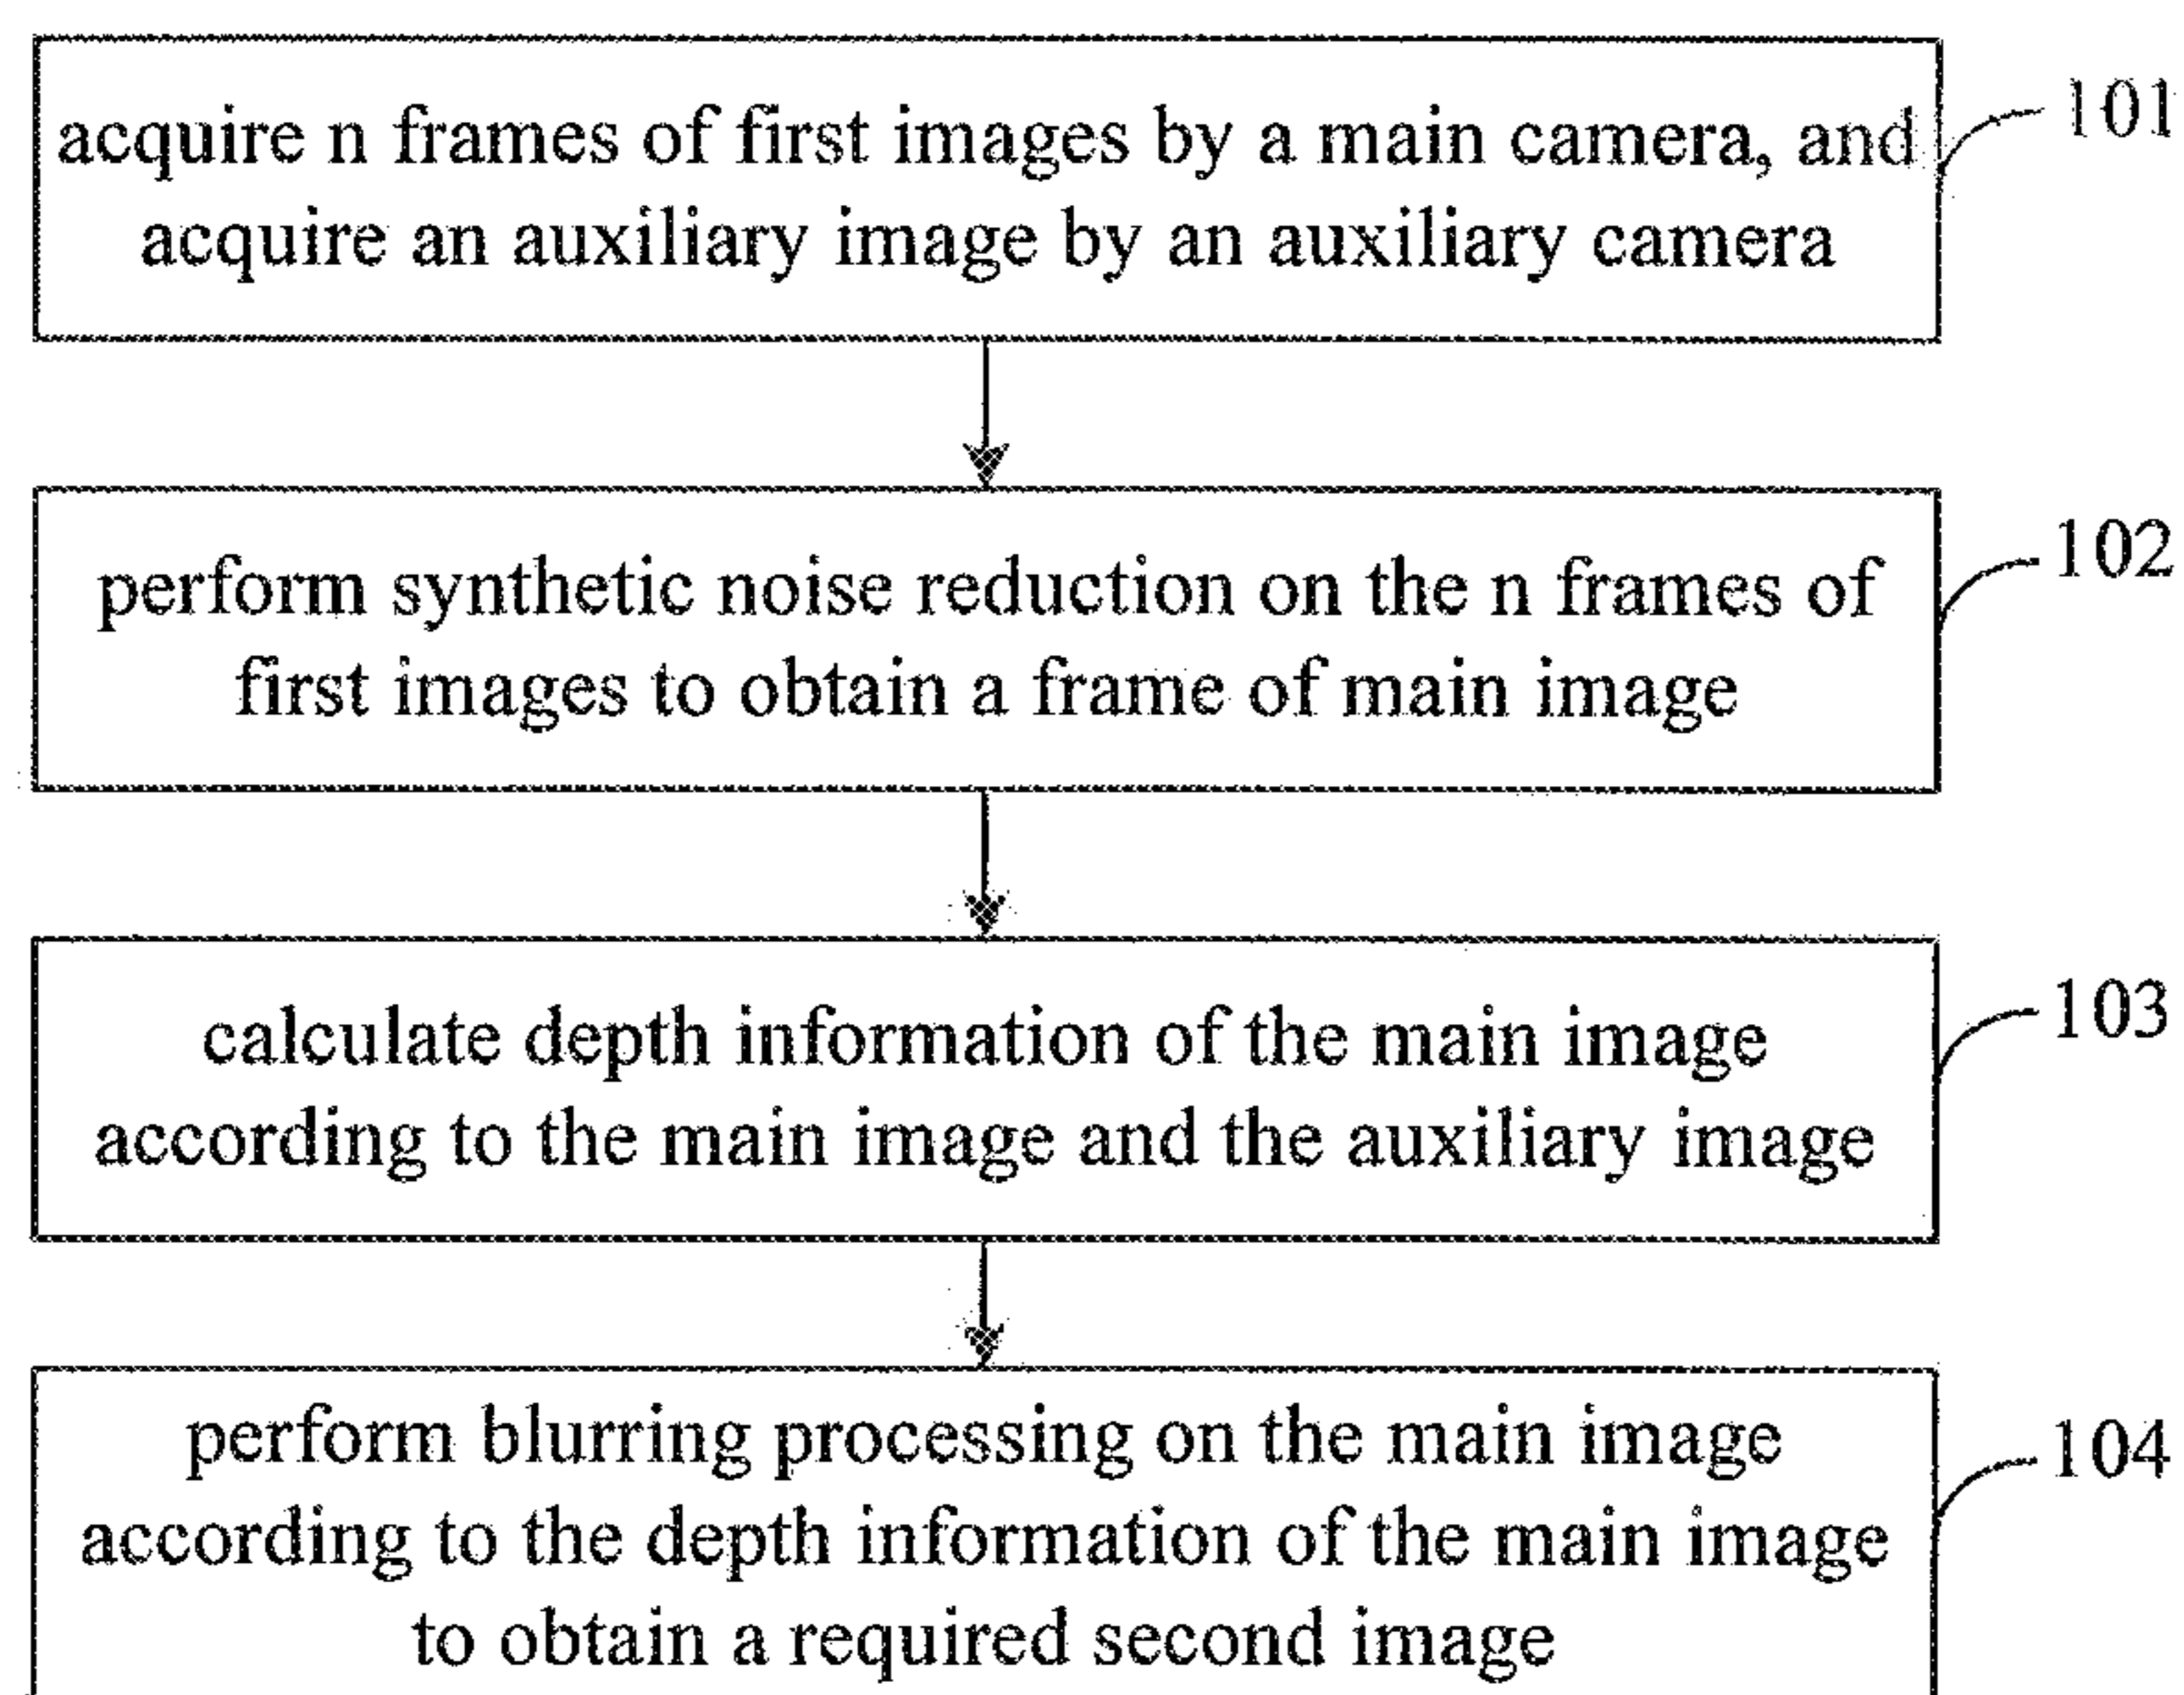 acquire n frames of first images by a main camera, and
acquire an auxiliary image by an auxiliary camera
101
perform synthetic noise reduction on the n frames of
first images to obtain a frame of main image
102
calculate depth information of the main image
according to the main image and the auxiliary image
103
perform blurring processing on the main image
according to the depth information of the main image
to obtain a required second image
104